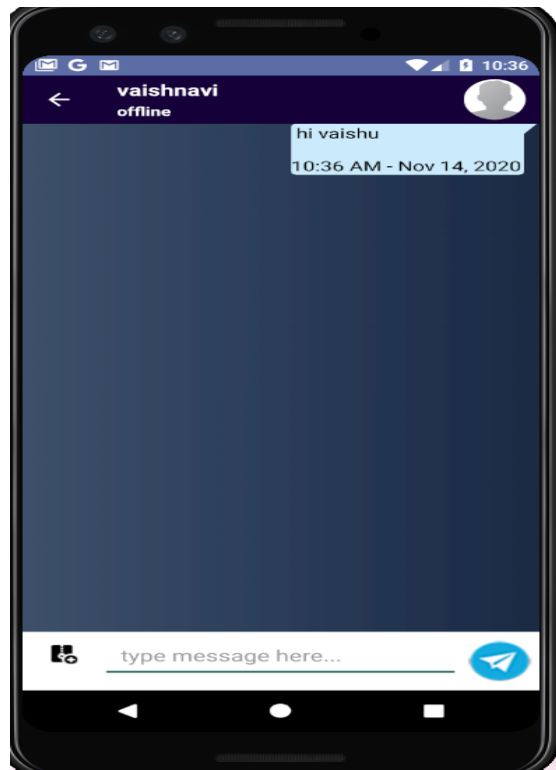 G 10:36
vaishnavi
offline
hi vaishu
10:36 AM - Nov 14, 2020
type message here...